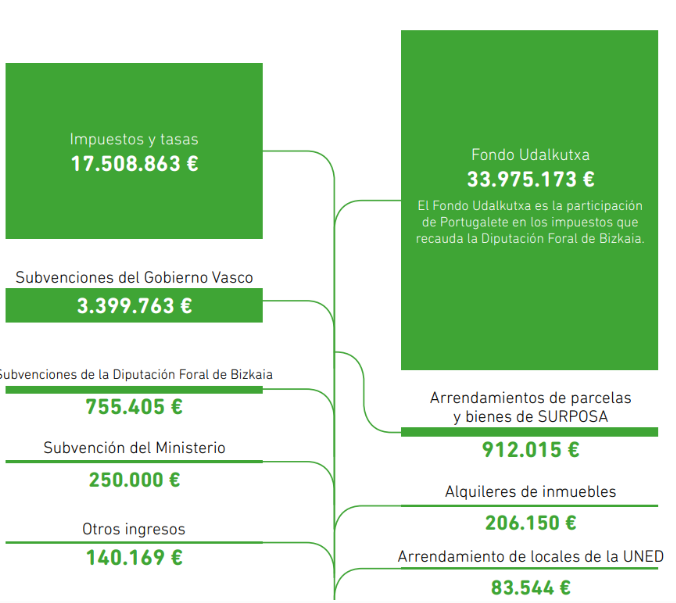 Impuestos y tasas
17.508.863 €
Subvenciones del Gobierno Vasco
3.399.763 €
Subvenciones de la Diputación Foral de Bizkaia
755.405 €
Subvención del Ministerio
250.000 €
Otros ingresos
140.169 €
Fondo Udalkutxa
33.975.173 €
El Fondo Udalkutxa es la participación
de Portugalete en los impuestos que
recauda la Diputación Foral de Bizkaia.
Arrendamientos de parcelas
y bienes de SURPOSA
912.015 €
Alquileres de inmuebles
206.150 €
Arrendamiento de locales de la UNED
83.544 €